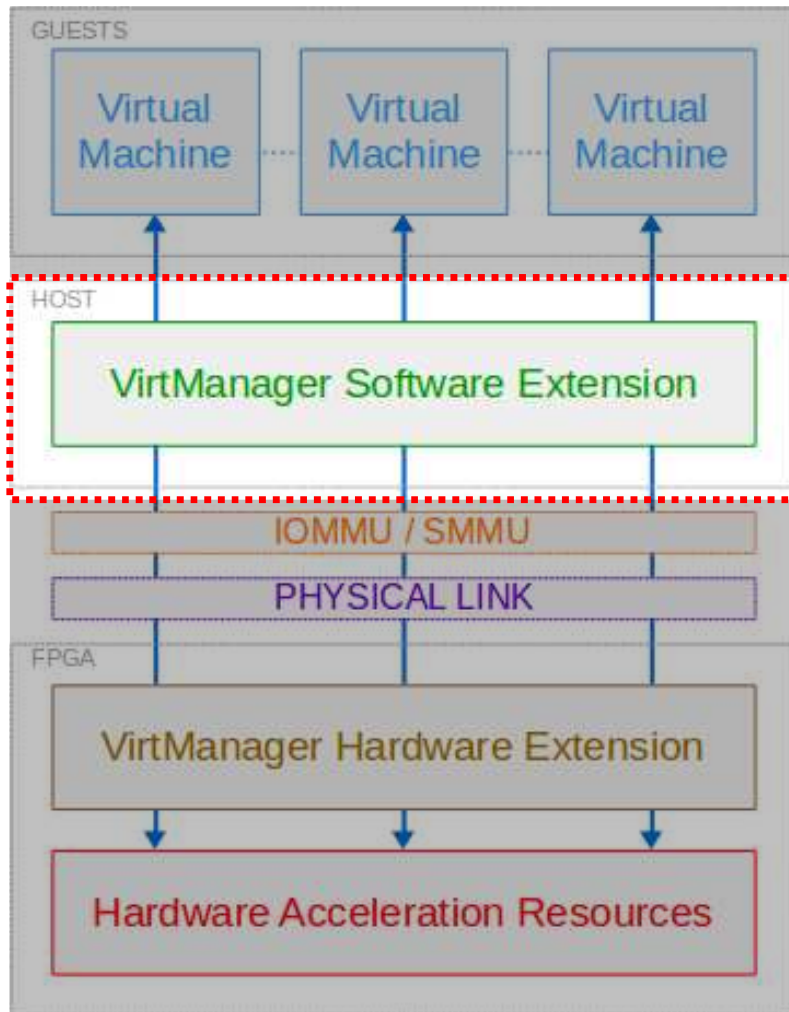 GUESTS
Virtual Virtual Virtual
Machine Machine Machine
HOST
VirtManager Software Extension
IOMMU / SMMU
PHYSICAL LINK
FPGA
VirtManager Hardware Extension
Hardware Acceleration Resources